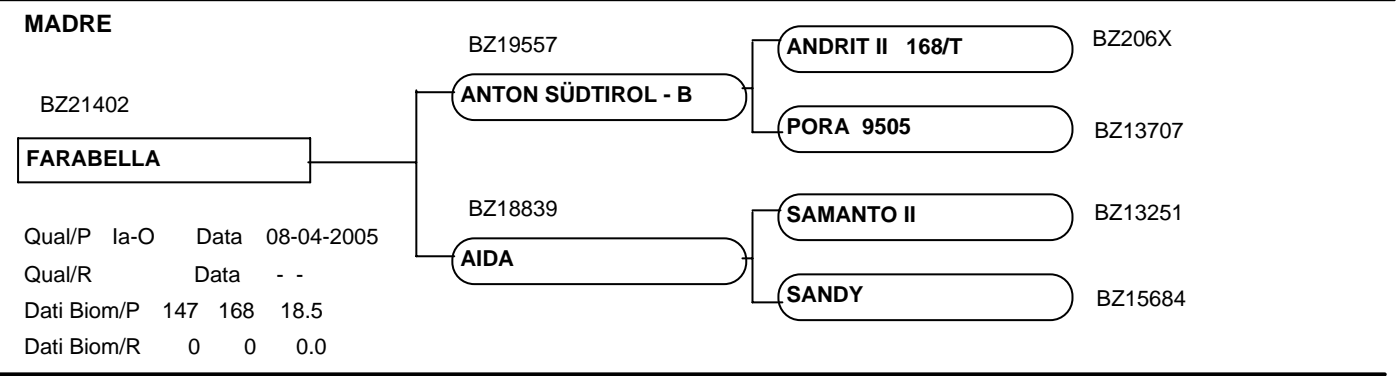 MADRE
BZ21402
FARABELLA
Qual/P Ia-O Data 08-04-2005
Qual/R Data - -
Dati Biom/P 147 168 18.5
Dati Biom/R 0 0 0.0
BZ19557
ANTON SÜDTIROL - B
BZ18839
AIDA
ANDRIT II 168/T BZ206X
PORA 9505 BZ13707
SAMANTO II BZ13251
SANDY BZ15684